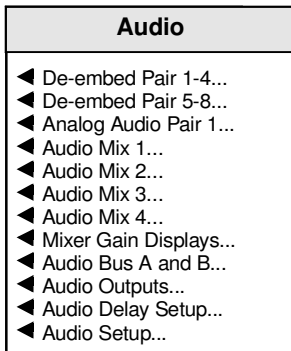 Audio
◀ De-embed Pair 1-4...
◀ De-embed Pair 5-8...
◀ Analog Audio Pair 1...
◀ Audio Mix 1...
◀ Audio Mix 2...
◀ Audio Mix 3...
◀ Audio Mix 4...
◀ Mixer Gain Displays...
◀ Audio Bus A and B...
◀ Audio Outputs...
◀ Audio Delay Setup...
◀ Audio Setup...